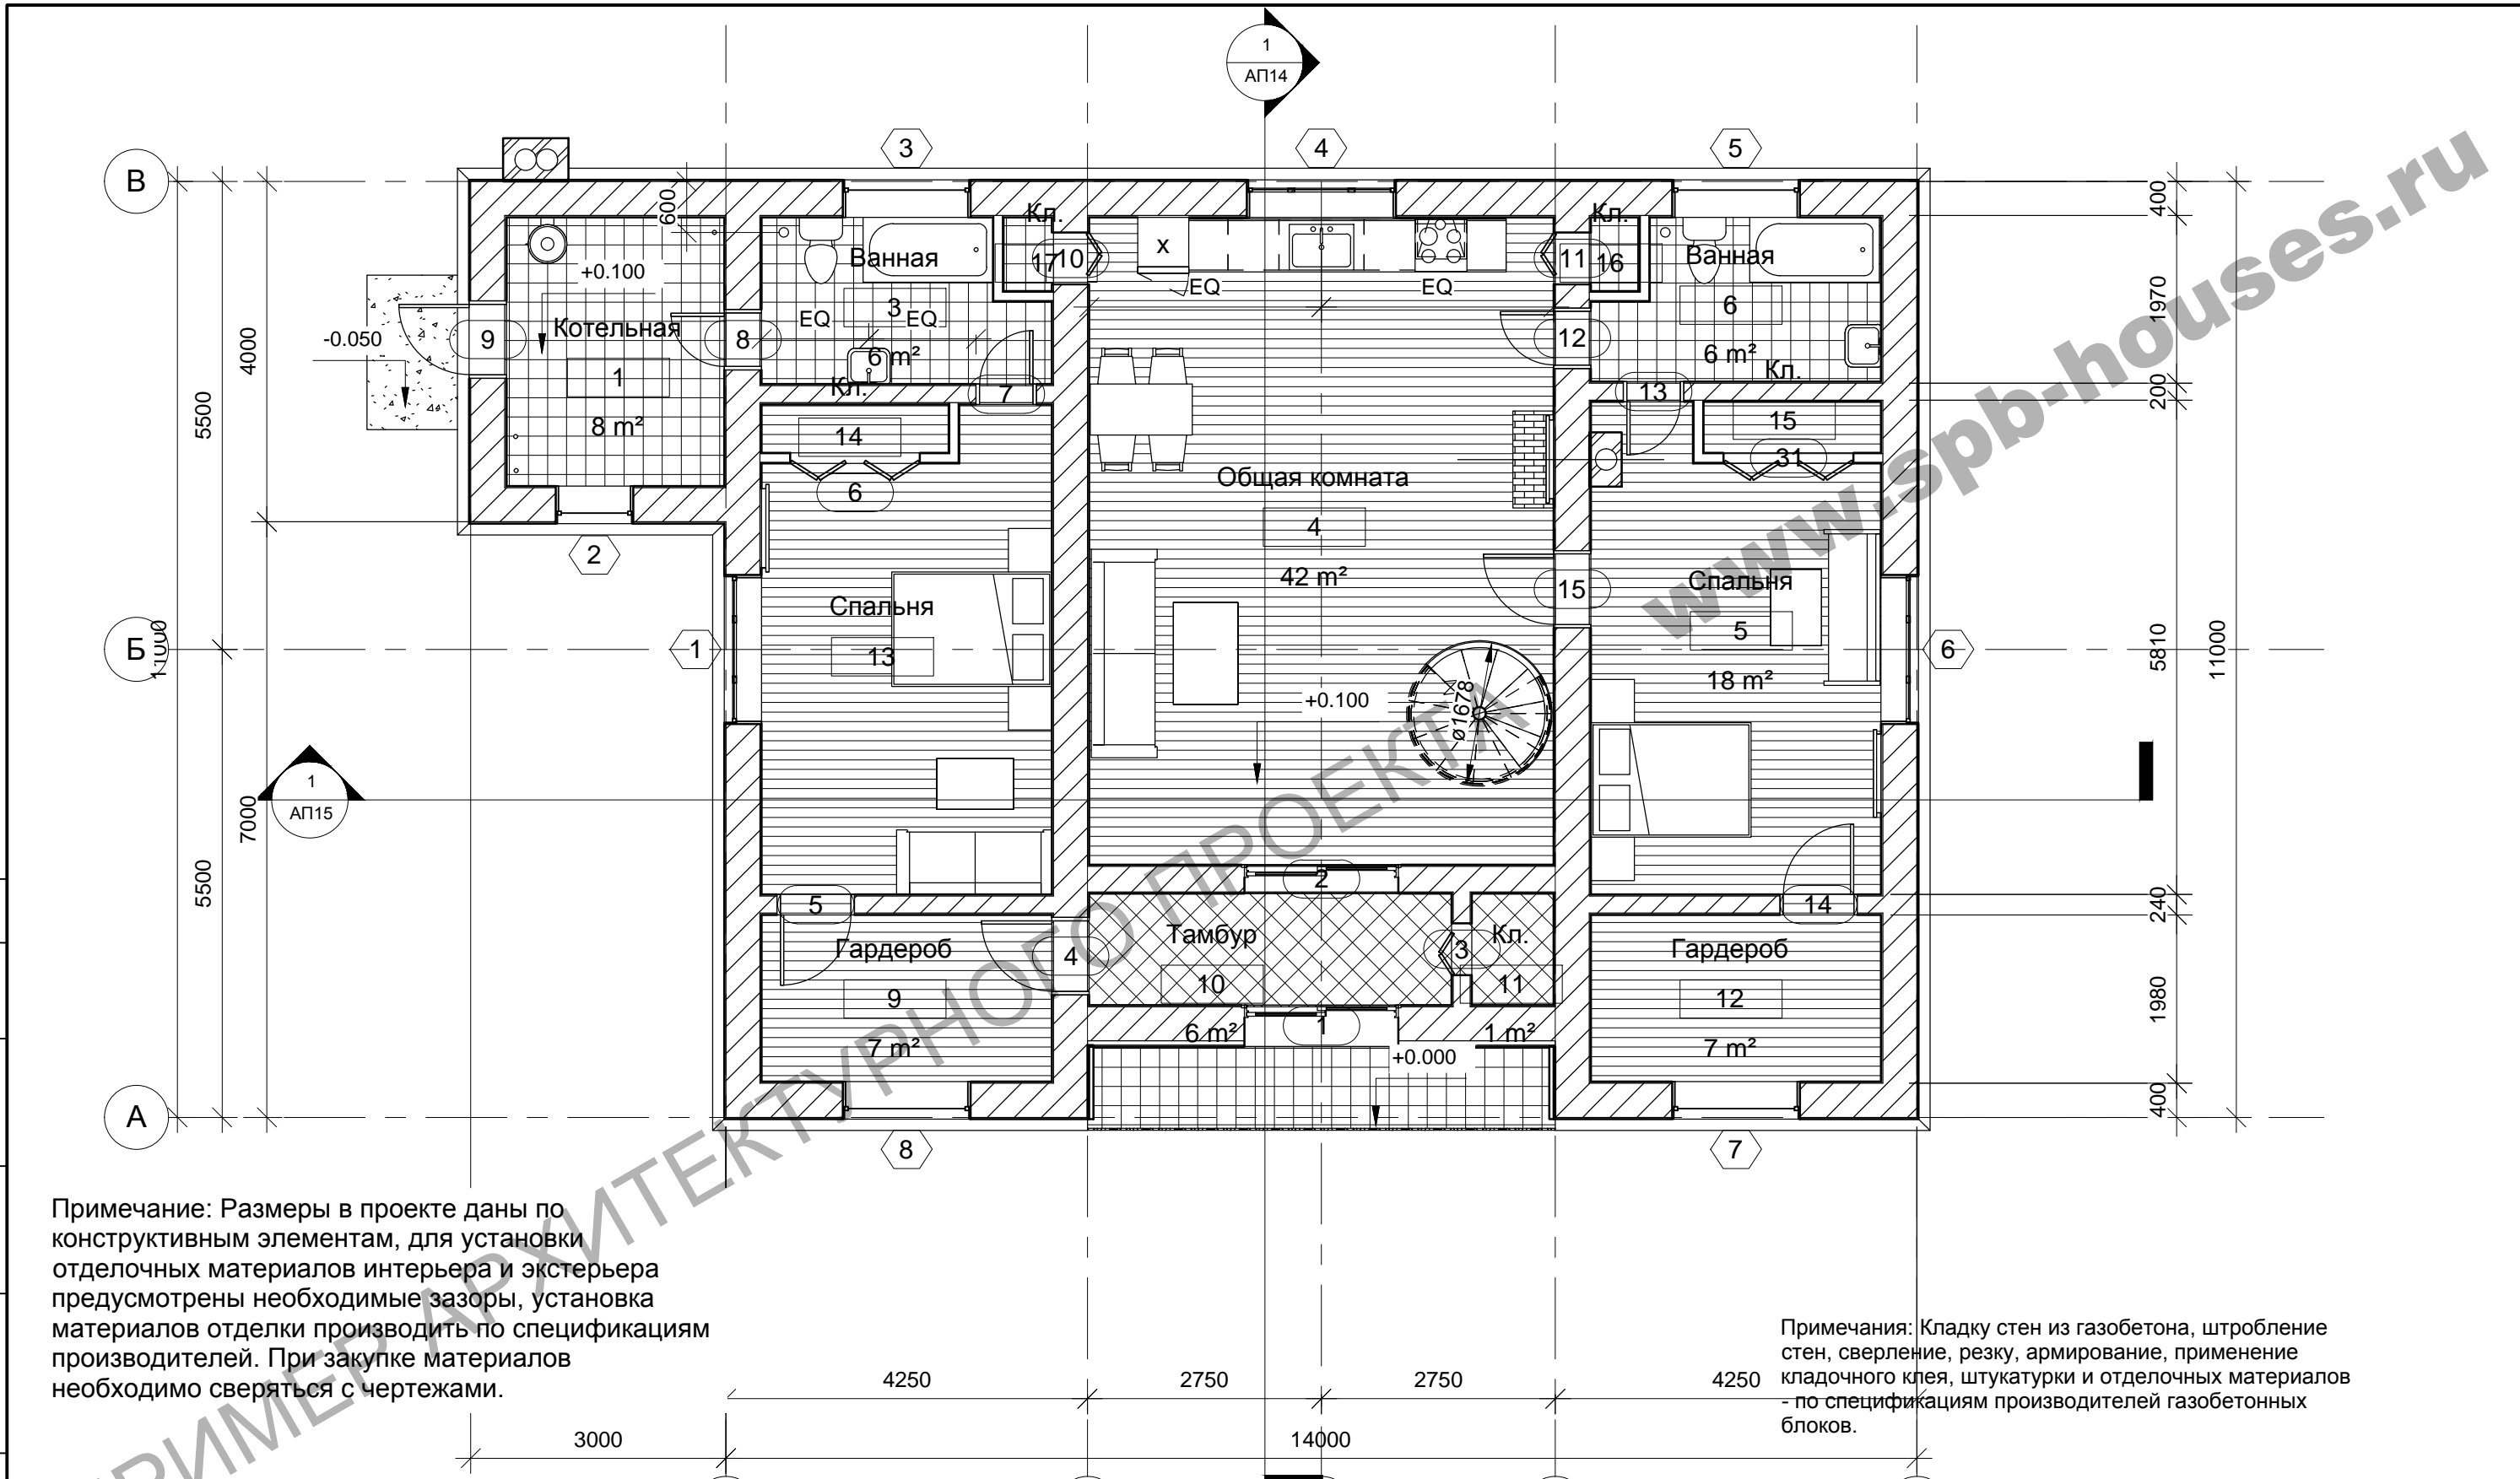 1
АП14
3
4
5
В
Кл.
Кл.
400
600
x
Ванная
17
10
11
16
Ванная
+0.100
EQ
EQ
1970
3
6
EQ
EQ
Котельная
9
8
12
-0.050
4000
6 m²
6 m²
1
Кл.
Кл.
7
13
200
5500
8 m²
14
15
31
6
Общая комната
4
2
42 m²
15
Спальня
Спальня
5
Б
11000
1
13
6
5810
11000
18 m²
+0.100
ø1678
1
АП15
7000
5500
2
5
14
240
Гардероб
4
Тамбур
3
Кл.
Гардероб
9
10
11
12
1980
7 m²
6 m²
1
1 m²
7 m²
+0.000
А
400
8
7
Примечание: Размеры в проекте даны по
конструктивным элементам, для установки
отделочных материалов интерьера и экстерьера
предусмотрены необходимые зазоры, установка
материалов отделки производить по спецификациям
производителей. При закупке материалов
необходимо сверяться с чертежами.
Примечания: Кладку стен из газобетона, штробление
стен, сверление, резку, армирование, применение
кладочного клея, штукатурки и отделочных материалов
- по спецификациям производителей газобетонных
блоков.
4250
2750
2750
4250
3000
14000
www.spb-houses.ru
РИМЕР АРХИТЕКТУРНОГО ПРОЕКТА